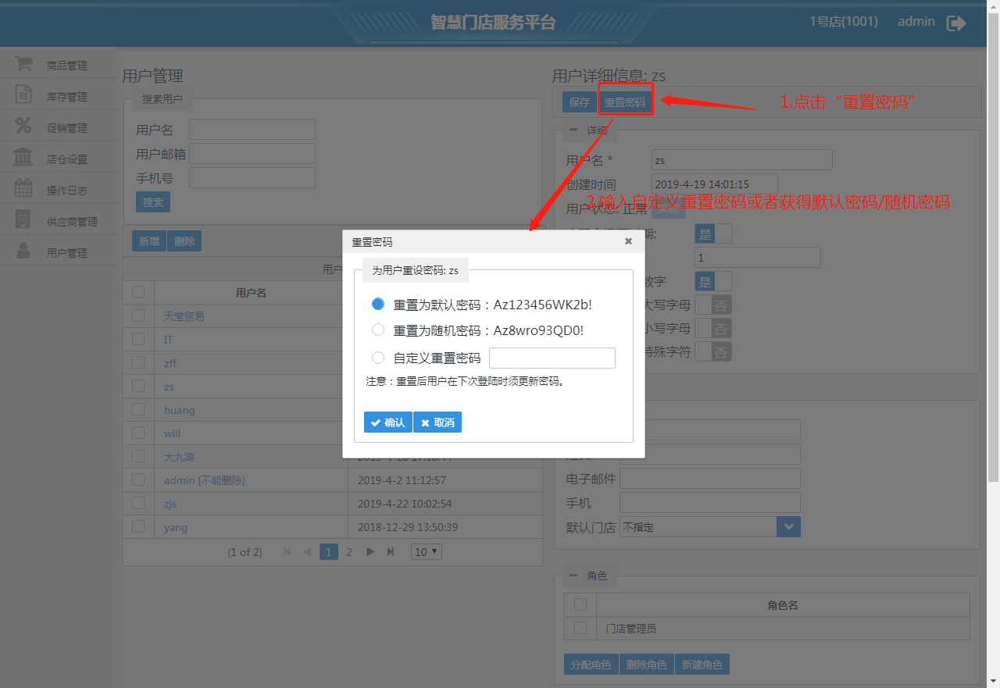 智慧门店服务平台
1号店(1001) admin
商品管理
库存管理
促销管理
店仓设置
操作日志
供应商管理
用户管理
用户管理
搜索用户
用户名
用户邮箱
手机号
搜索
新增 删除
用户
用户名
天堂贸易
IT
zff
zs
huang
will
大九湖
admin [不能删除] 2019-4-2 11:12:57
zjs 2019-4-22 10:02:54
yang 2018-12-29 13:50:39
(1 of 2) 1 2 10
用户详细信息: zs
保存 重置密码
1.点击“重置密码”
详细
用户名 * zs
创建时间 2019-4-19 14:01:15
2.输入自定义重置密码或者获得默认密码/随机密码
用户状态: 正常
期: 是
1
数字 是
大写字母 否
小写字母 否
特殊字符 否
重置密码
为用户重设密码: zs
重置为默认密码：Az123456WK2b!
重置为随机密码：Az8wro93QD0!
自定义重置密码
注意：重置后用户在下次登陆时须更新密码。
确认 取消
电子邮件
手机
默认门店 不指定
角色
角色名
门店管理员
分配角色 删除角色 新建角色